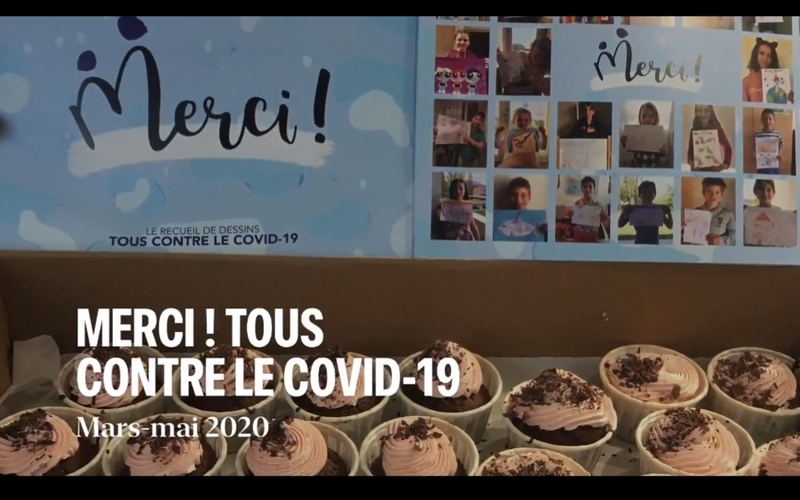 Merci !
Merci !
LE RECUEIL DE DESSINS
TOUS CONTRE LE COVID-19
MERCI ! TOUS
CONTRE LE COVID-19
Mars-mai 2020